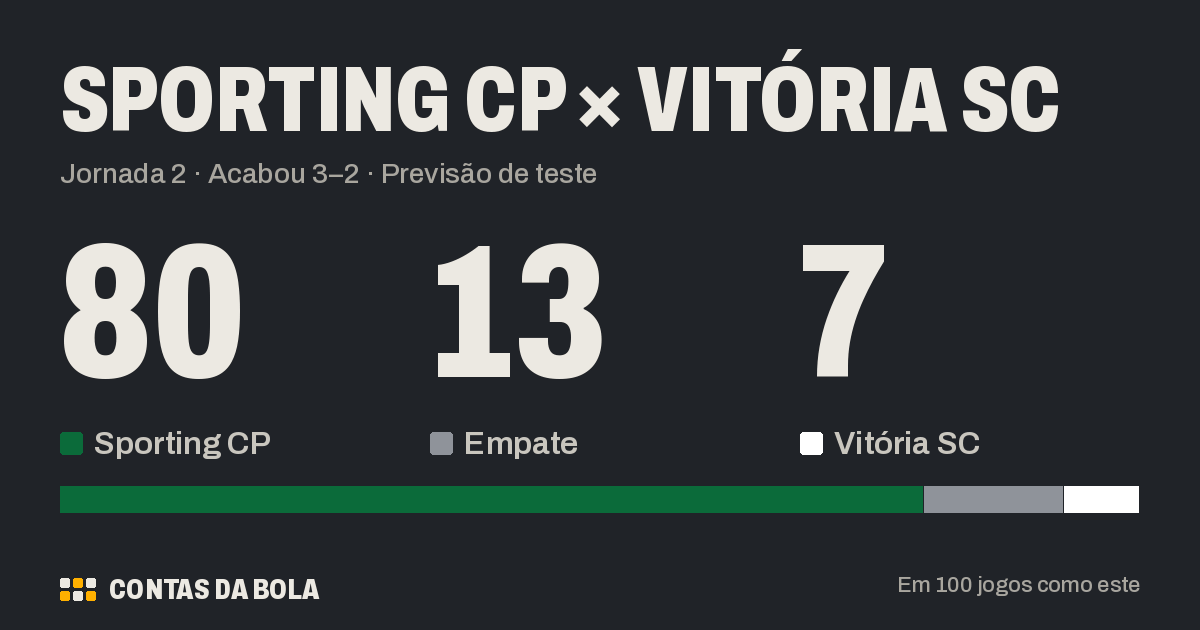 SPORTING CP × VITÓRIA SC
Jornada 2 · Acabou 3–2 · Previsão de teste
80 13 7
Sporting CP Empate Vitória SC
CONTAS DA BOLA
Em 100 jogos como este